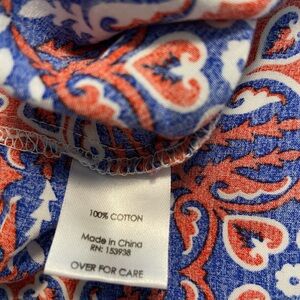 100% COTTON
Made in China
RN: 153938
OVER FOR CARE